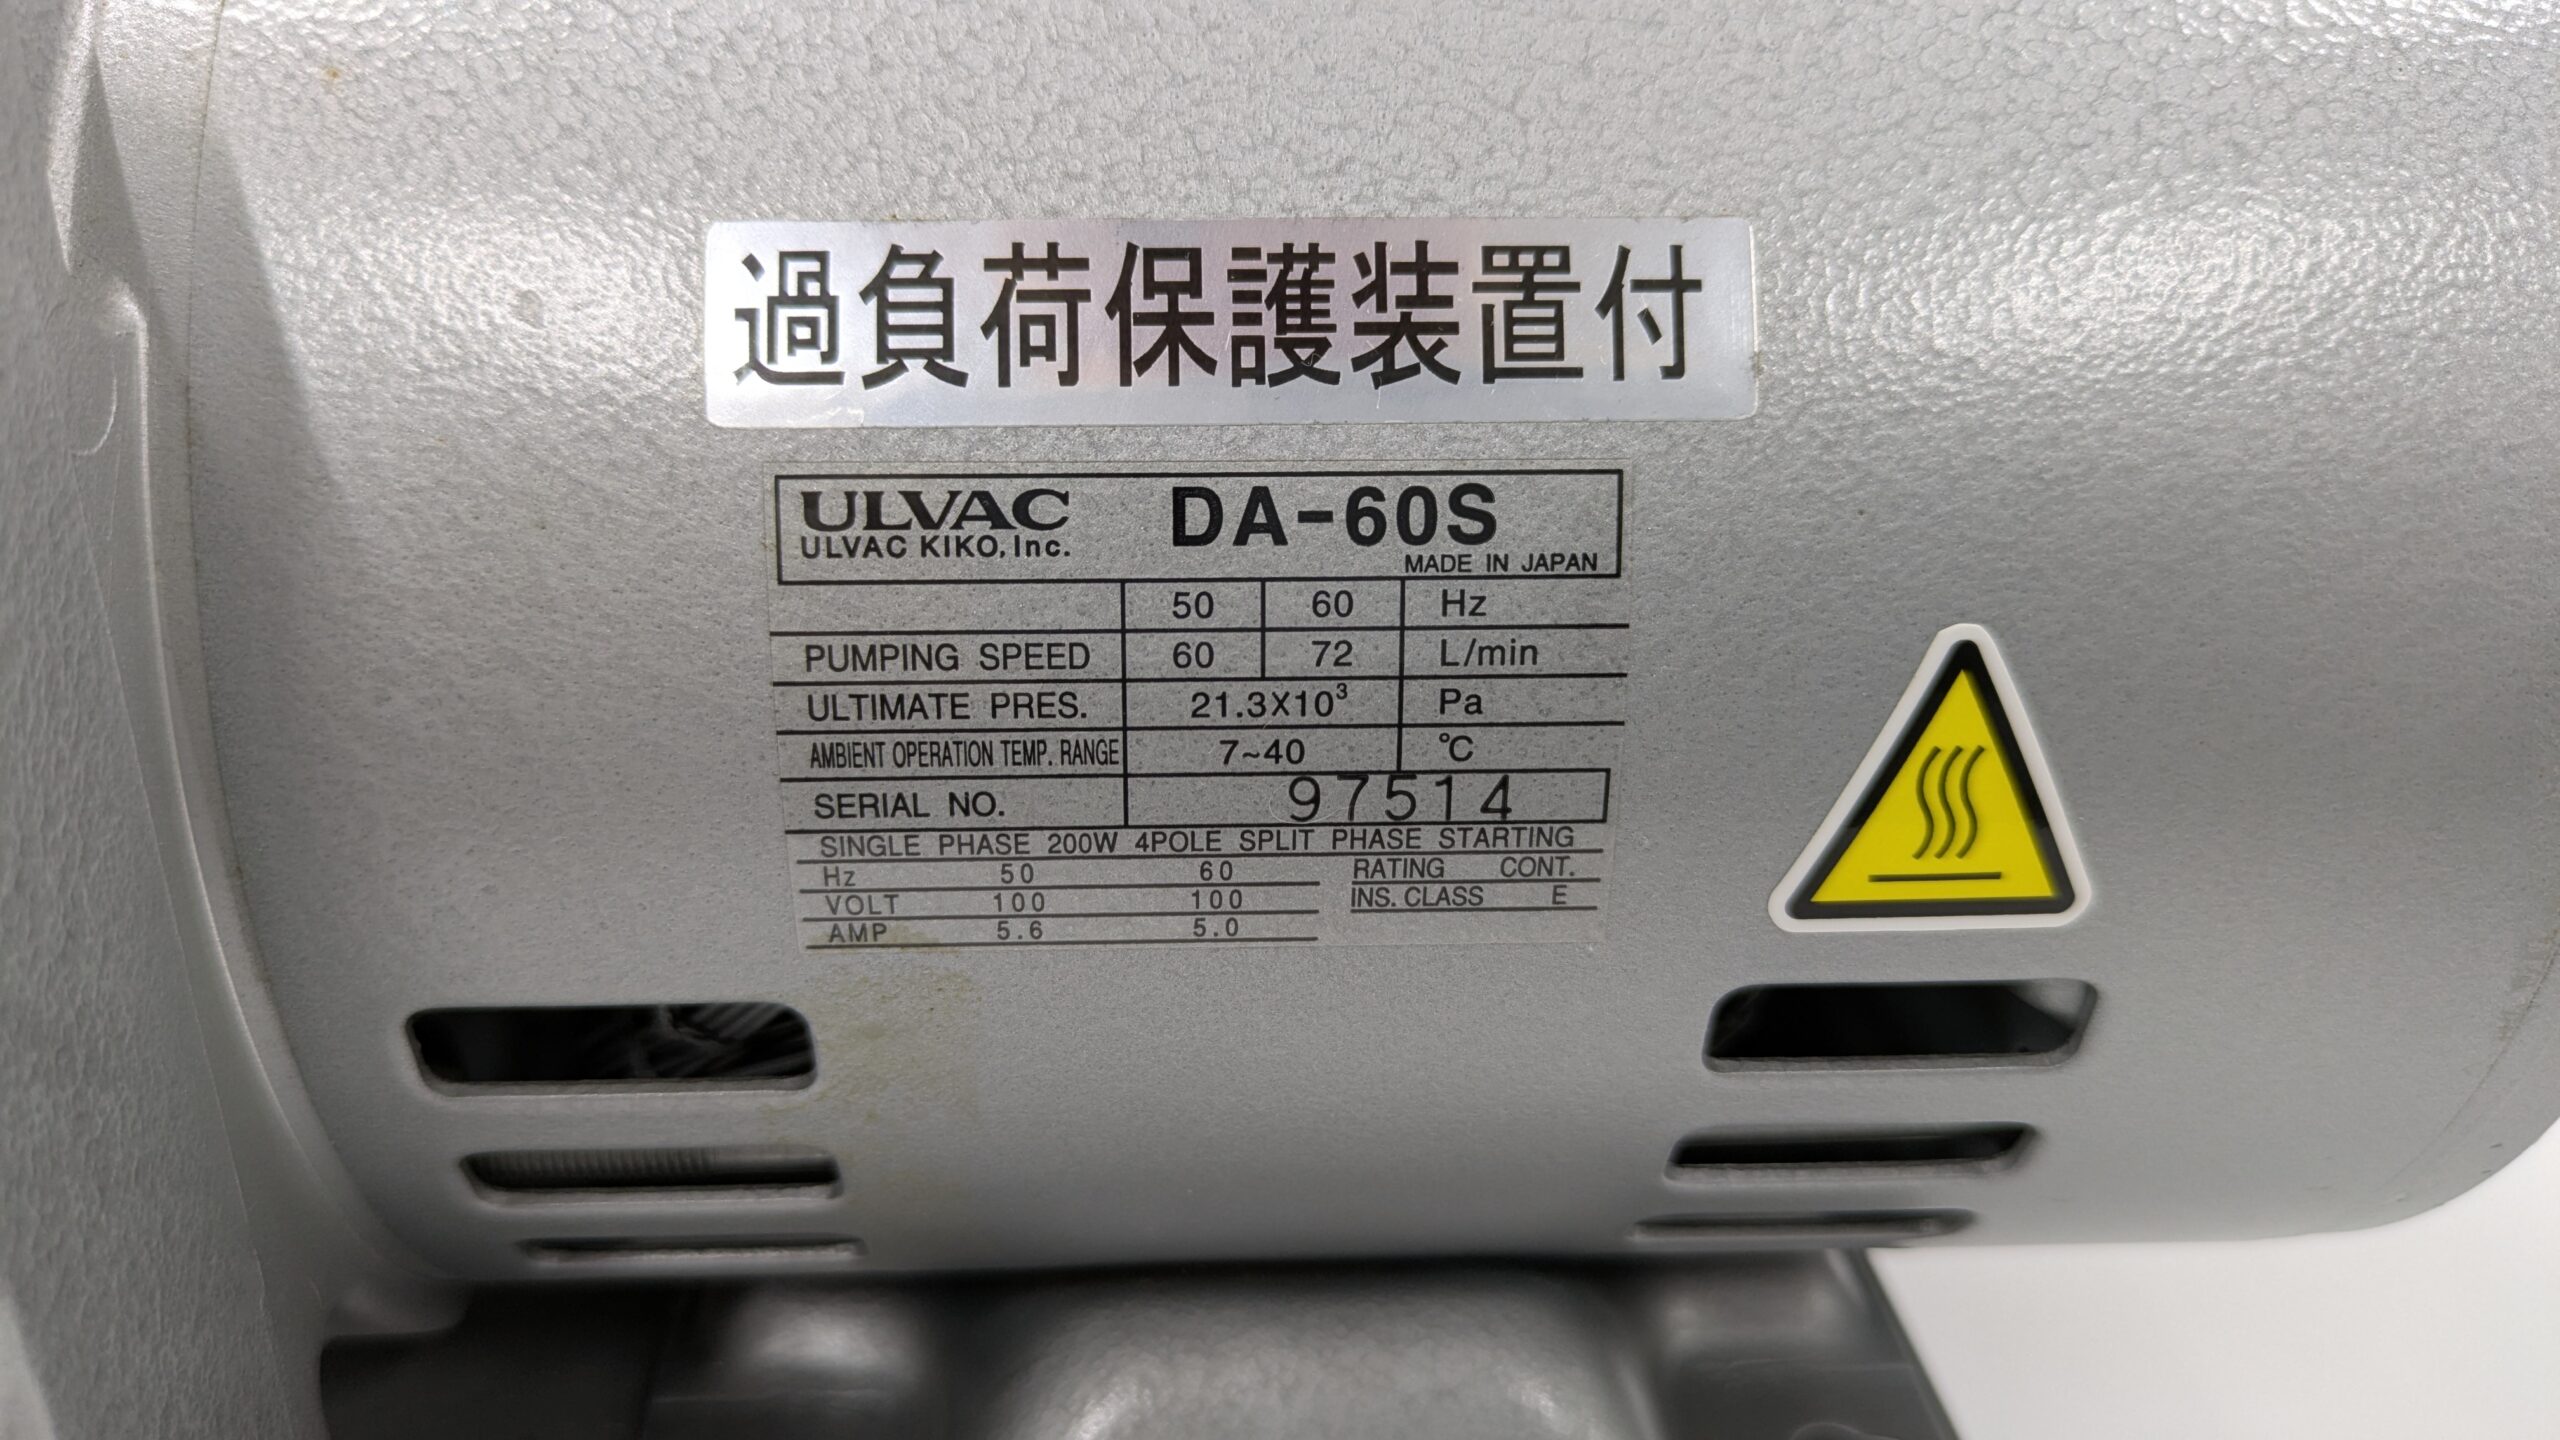 過負荷保護装置付
ULVAC DA-60S
ULVAC KIKO, Inc.
MADE IN JAPAN
50 60 Hz
PUMPING SPEED 60 72 L/min
ULTIMATE PRES. 21.3X10³ Pa
AMBIENT OPERATION TEMP. RANGE 7~40 ℃
SERIAL NO. 97514
SINGLE PHASE 200W 4POLE SPLIT PHASE STARTING
Hz 50 60 RATING CONT.
VOLT 100 100 INS. CLASS E
AMP 5.6 5.0